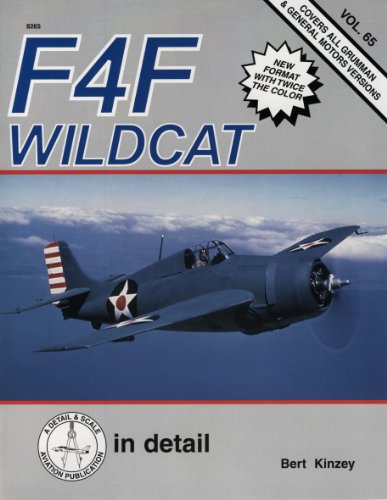 8265
F4F
WILDCAT
VOL. 65
COVERS ALL GRUMMAN
& GENERAL MOTORS VERSIONS
NEW
FORMAT
WITH TWICE
THE COLOR
A DETAIL & SCALE
AVIATION PUBLICATION
in detail
Bert Kinzey